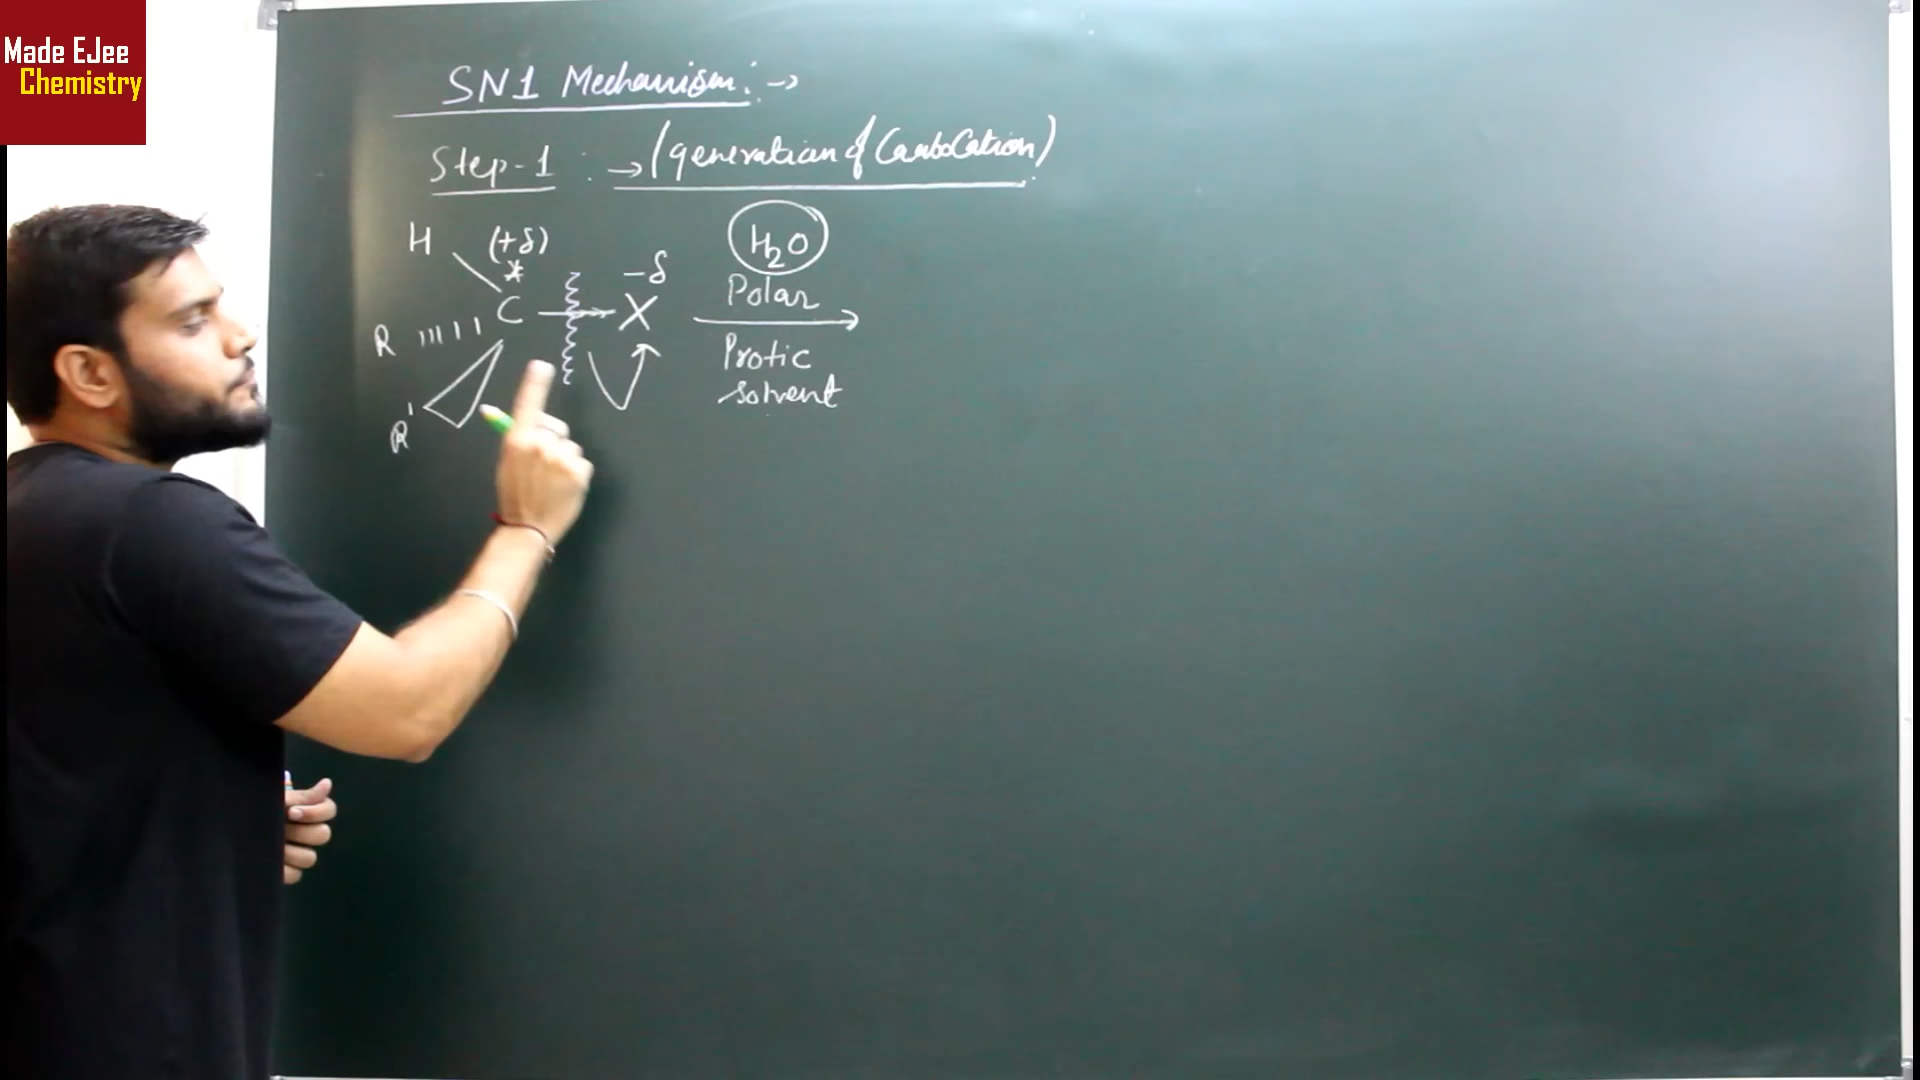 Made EJee
Chemistry
SN1 Mechanism :→
Step-1 : → (generation of CarboCation)
H (+δ) H2O
* -δ
Polar
R C → X
Protic
solvent
R'